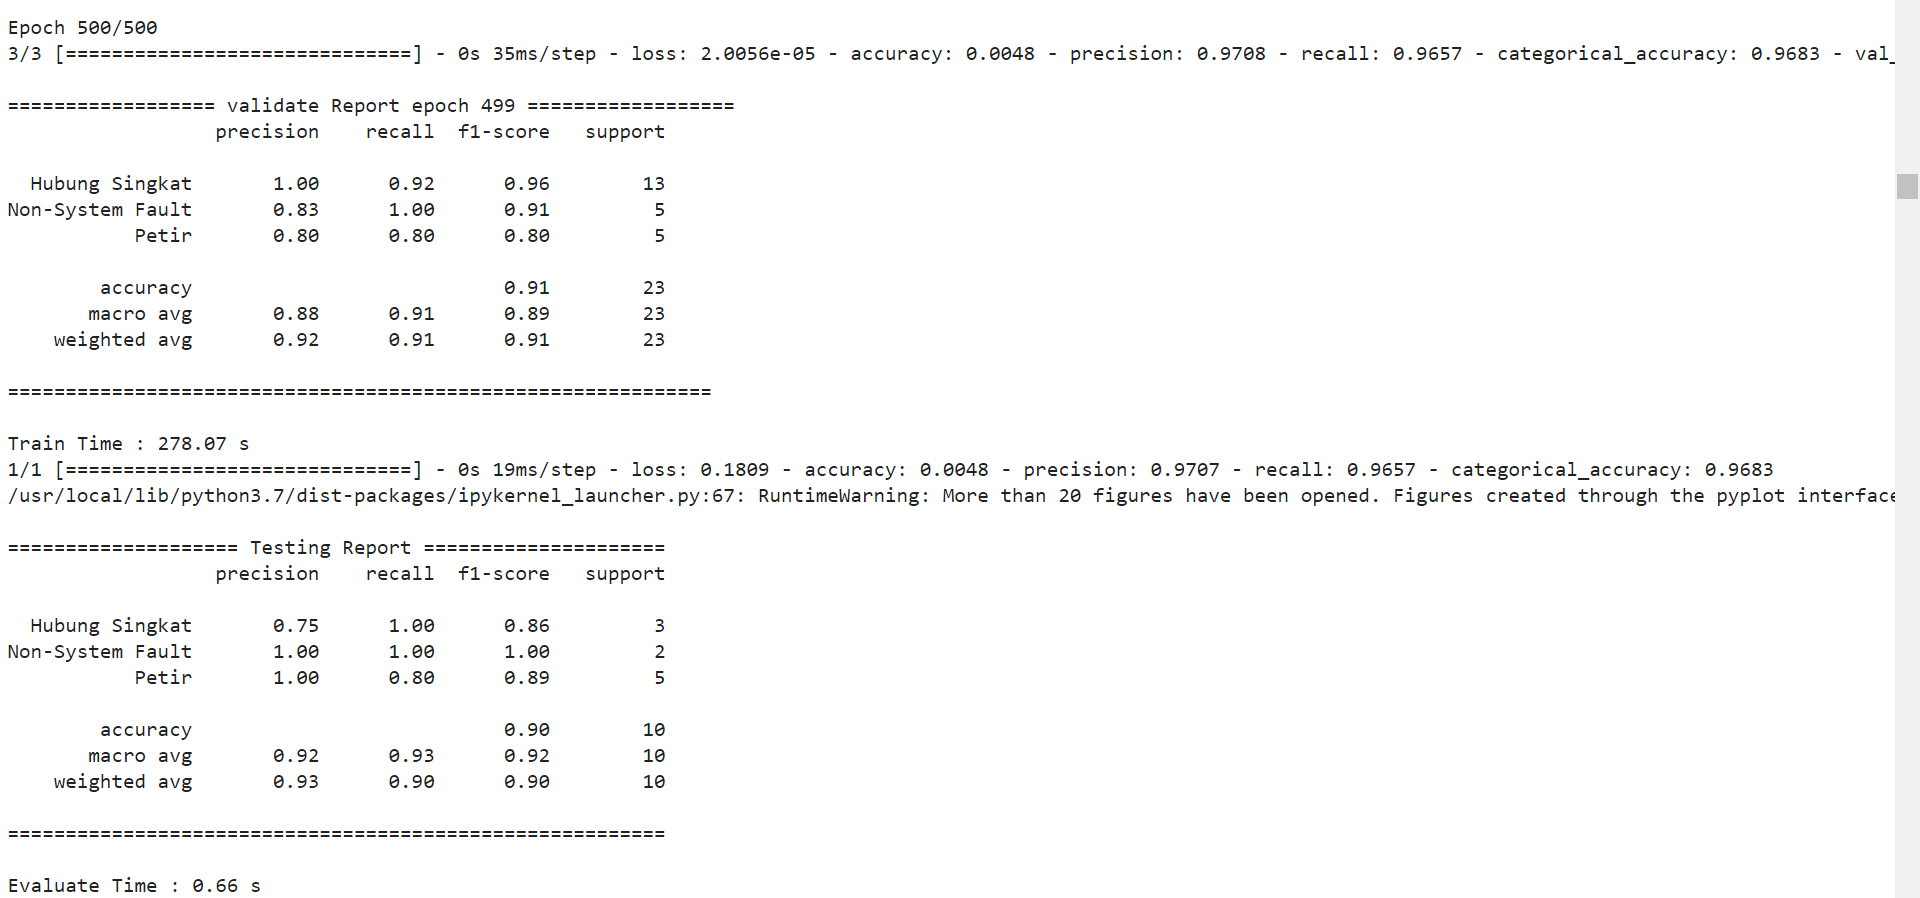 Epoch 500/500
3/3 [==============================] - 0s 35ms/step - loss: 2.0056e-05 - accuracy: 0.0048 - precision: 0.9708 - recall: 0.9657 - categorical_accuracy: 0.9683 - val_
================== validate Report epoch 499 ==================
precision recall f1-score support
Hubung Singkat 1.00 0.92 0.96 13
Non-System Fault 0.83 1.00 0.91 5
Petir 0.80 0.80 0.80 5
accuracy 0.91 23
macro avg 0.88 0.91 0.89 23
weighted avg 0.92 0.91 0.91 23
=============================================================
Train Time : 278.07 s
1/1 [==============================] - 0s 19ms/step - loss: 0.1809 - accuracy: 0.0048 - precision: 0.9707 - recall: 0.9657 - categorical_accuracy: 0.9683
/usr/local/lib/python3.7/dist-packages/ipykernel_launcher.py:67: RuntimeWarning: More than 20 figures have been opened. Figures created through the pyplot interface
==================== Testing Report =====================
precision recall f1-score support
Hubung Singkat 0.75 1.00 0.86 3
Non-System Fault 1.00 1.00 1.00 2
Petir 1.00 0.80 0.89 5
accuracy 0.90 10
macro avg 0.92 0.93 0.92 10
weighted avg 0.93 0.90 0.90 10
=========================================================
Evaluate Time : 0.66 s